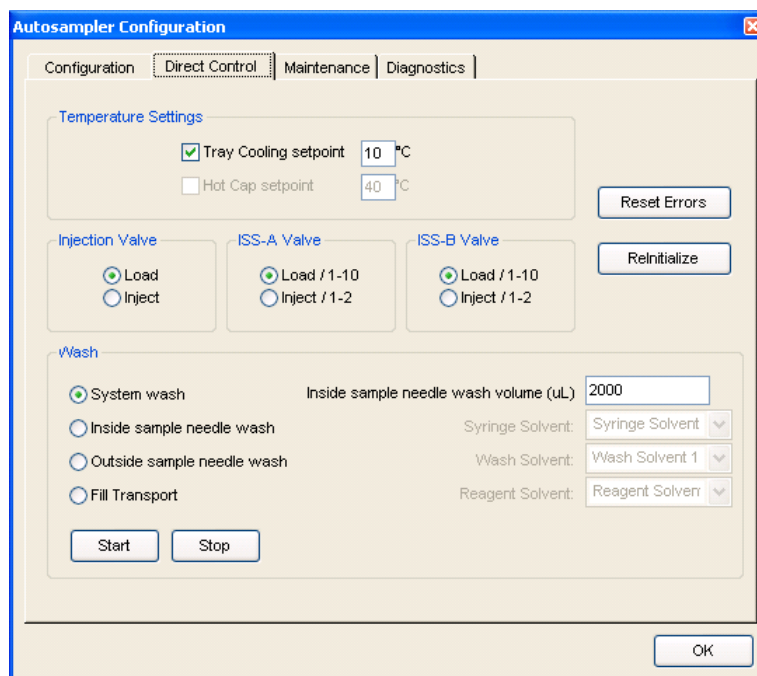 Autosampler Configuration
Configuration Direct Control Maintenance Diagnostics
Temperature Settings
Tray Cooling setpoint 10 °C
Hot Cap setpoint 40 °C
Reset Errors
Injection Valve ISS-A Valve ISS-B Valve
ReInitialize
Load Load / 1-10 Load / 1-10
Inject Inject / 1-2 Inject / 1-2
Wash
System wash Inside sample needle wash volume (uL) 2000
Inside sample needle wash Syringe Solvent: Syringe Solvent
Outside sample needle wash Wash Solvent: Wash Solvent 1
Fill Transport Reagent Solvent: Reagent Solven
Start Stop
OK